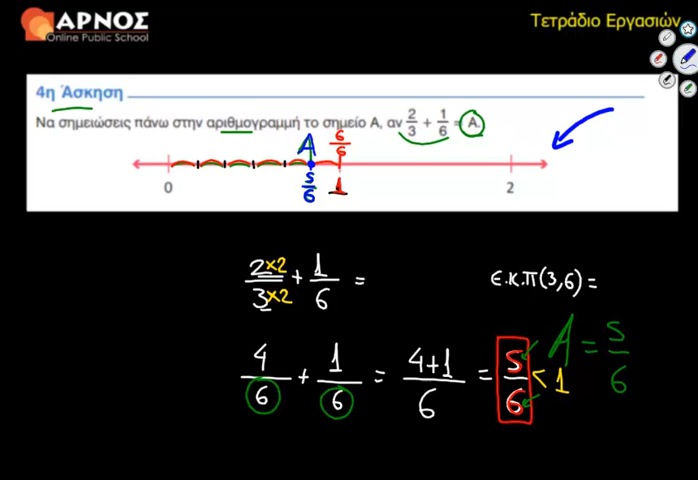 ΑΡΝΟΣ
Online Public School
Τετράδιο Εργασιών
4η Άσκηση
Να σημειώσεις πάνω στην αριθμογραμμή το σημείο Α, αν 2/3 + 1/6 = Α.
Α 6/6
0 5/6 1 2
2×2/3×2 + 1/6 = Ε.Κ.Π(3,6) =
4/6 + 1/6 = 4+1/6 = 5/6 < 1 Α = 5/6